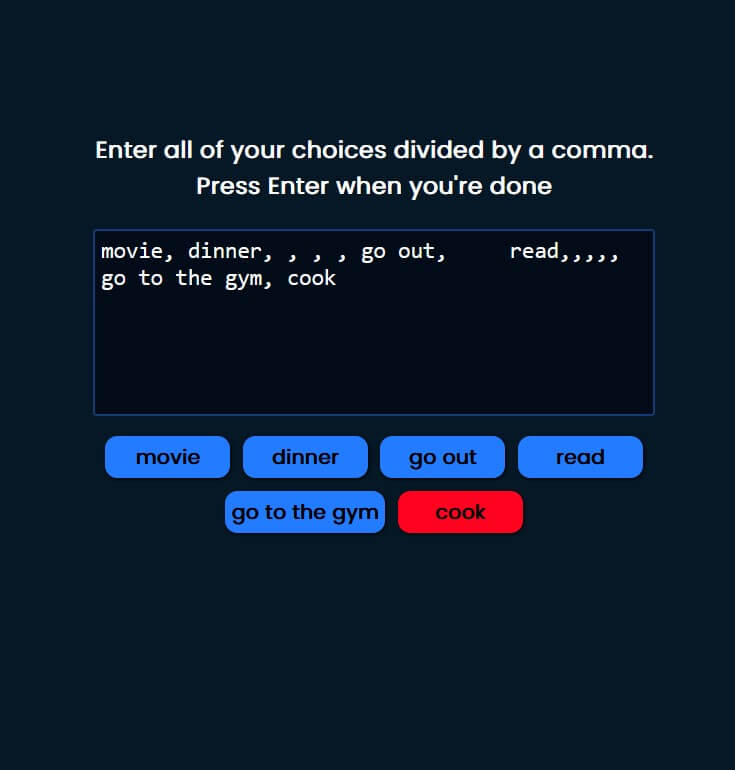 Enter all of your choices divided by a comma.
Press Enter when you're done
movie, dinner, , , , go out,     read,,,,,
go to the gym, cook
movie dinner go out read
go to the gym cook